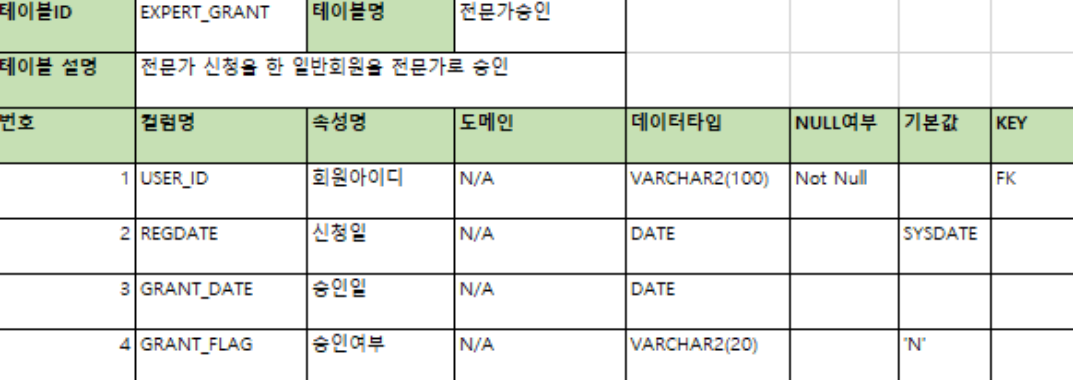 테이블ID EXPERT_GRANT 테이블명 전문가승인
테이블 설명 전문가 신청을 한 일반회원을 전문가로 승인
번호 컬럼명 속성명 도메인 데이터타입 NULL여부 기본값 KEY
1 USER_ID 회원아이디 N/A VARCHAR2(100) Not Null FK
2 REGDATE 신청일 N/A DATE SYSDATE
3 GRANT_DATE 승인일 N/A DATE
4 GRANT_FLAG 승인여부 N/A VARCHAR2(20) 'N'